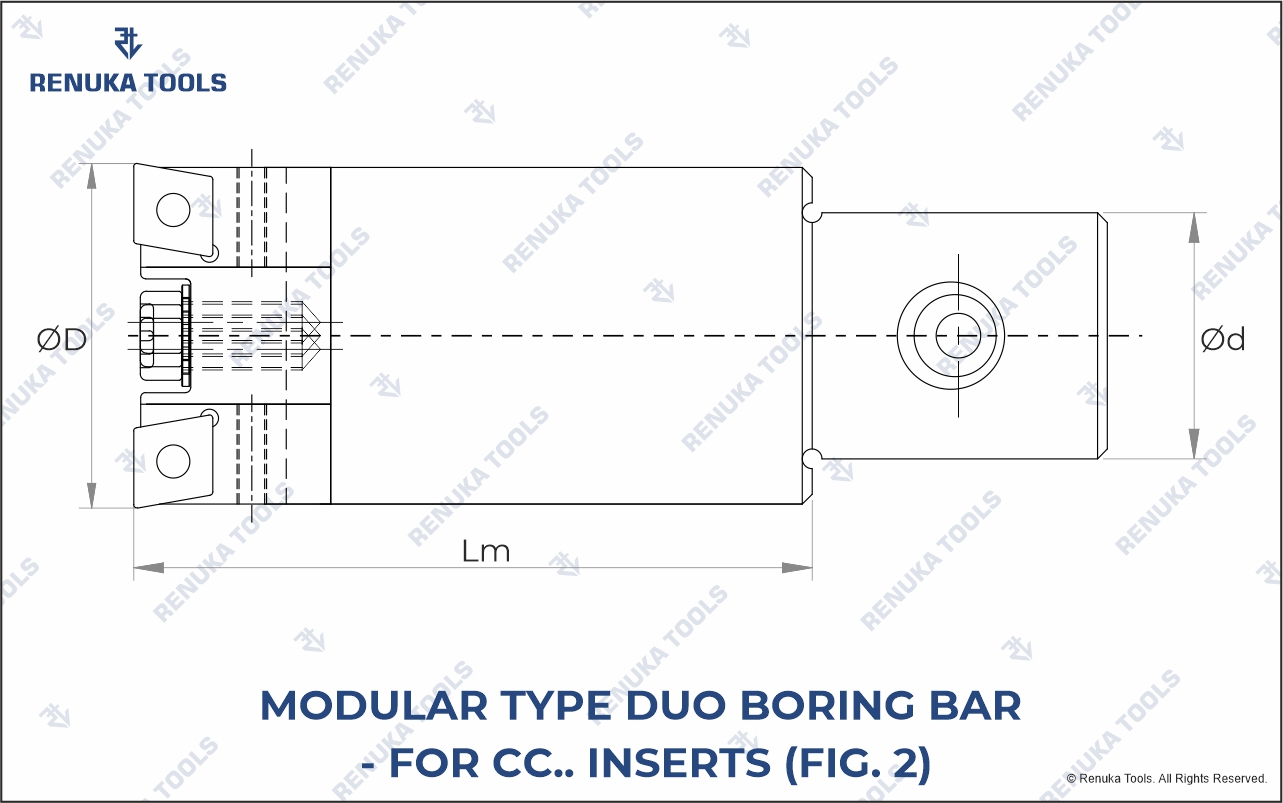 RENUKA TOOLS
ØD
Ød
Lm
MODULAR TYPE DUO BORING BAR
- FOR CC.. INSERTS (FIG. 2)
© Renuka Tools. All Rights Reserved.